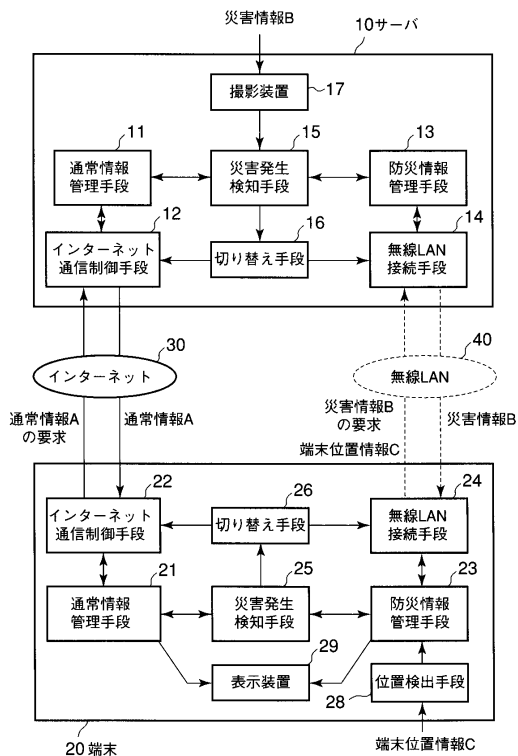 災害情報B
10サーバ
撮影装置
17
11
15
13
通常情報
管理手段
災害発生
検知手段
防災情報
管理手段
12
16
14
インターネット
通信制御手段
切り替え手段
無線LAN
接続手段
30
40
インターネット
無線LAN
通常情報A
の要求
通常情報A
災害情報B
の要求
端末位置情報C
災害情報B
22
26
24
インターネット
通信制御手段
切り替え手段
無線LAN
接続手段
21
25
23
通常情報
管理手段
災害発生
検知手段
防災情報
管理手段
29
表示装置
28
位置検出手段
20端末
端末位置情報C